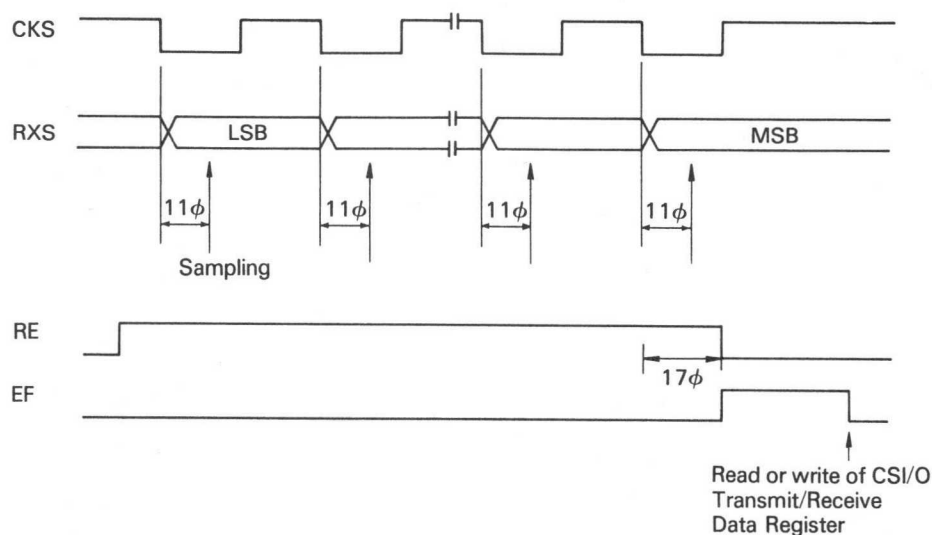 CKS
RXS
LSB
MSB
11ϕ
11ϕ
11ϕ
11ϕ
Sampling
RE
17ϕ
EF
Read or write of CSI/O
Transmit/Receive
Data Register